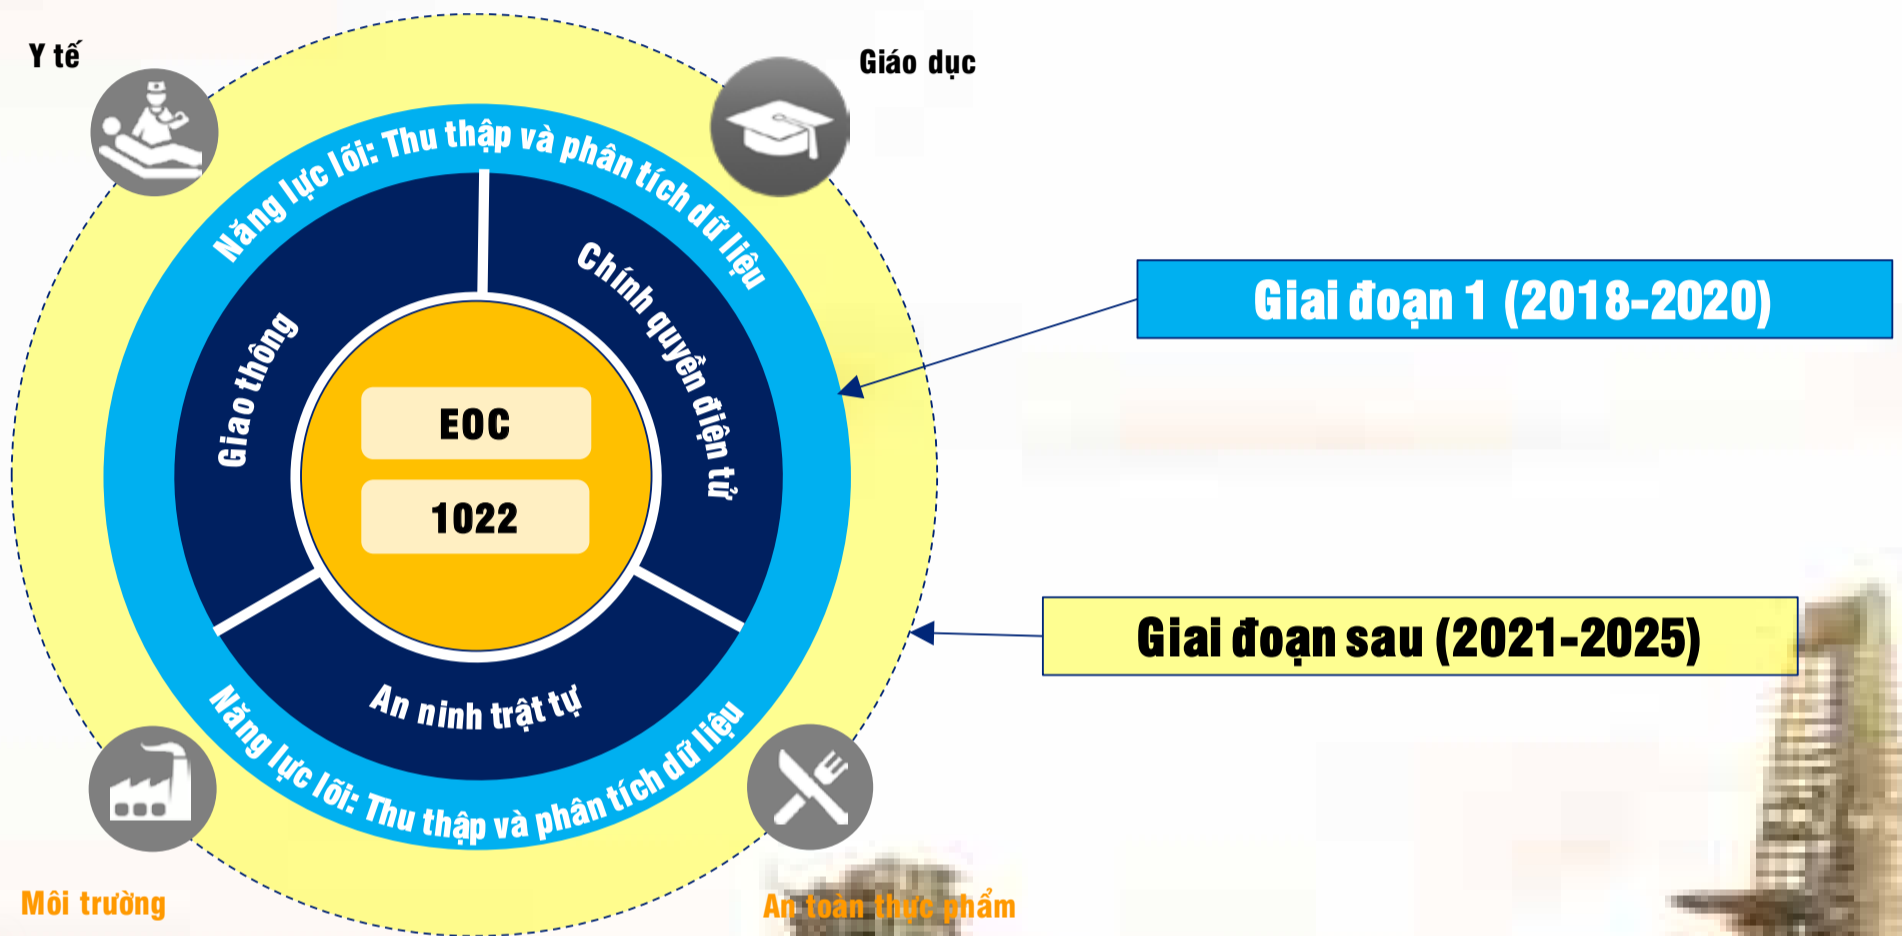 Y tế
Giáo dục
Năng lực lõi: Thu thập và phân tích dữ liệu
Chính quyền điện tử
Giao thông
Giai đoạn 1 (2018-2020)
EOC
1022
Giai đoạn sau (2021-2025)
An ninh trật tự
Năng lực lõi: Thu thập và phân tích dữ liệu
Môi trường
An toàn thực phẩm